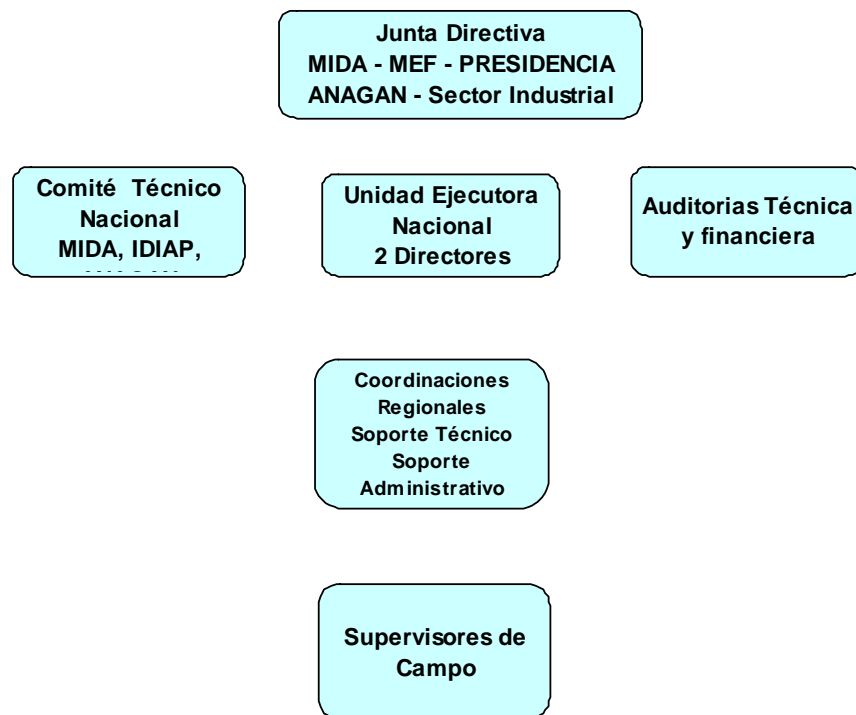 Junta Directiva
MIDA - MEF - PRESIDENCIA
ANAGAN - Sector Industrial
Comité Técnico
Nacional
MIDA, IDIAP,
Unidad Ejecutora
Nacional
2 Directores
Auditorias Técnica
y financiera
Coordinaciones
Regionales
Soporte Técnico
Soporte
Administrativo
Supervisores de
Campo